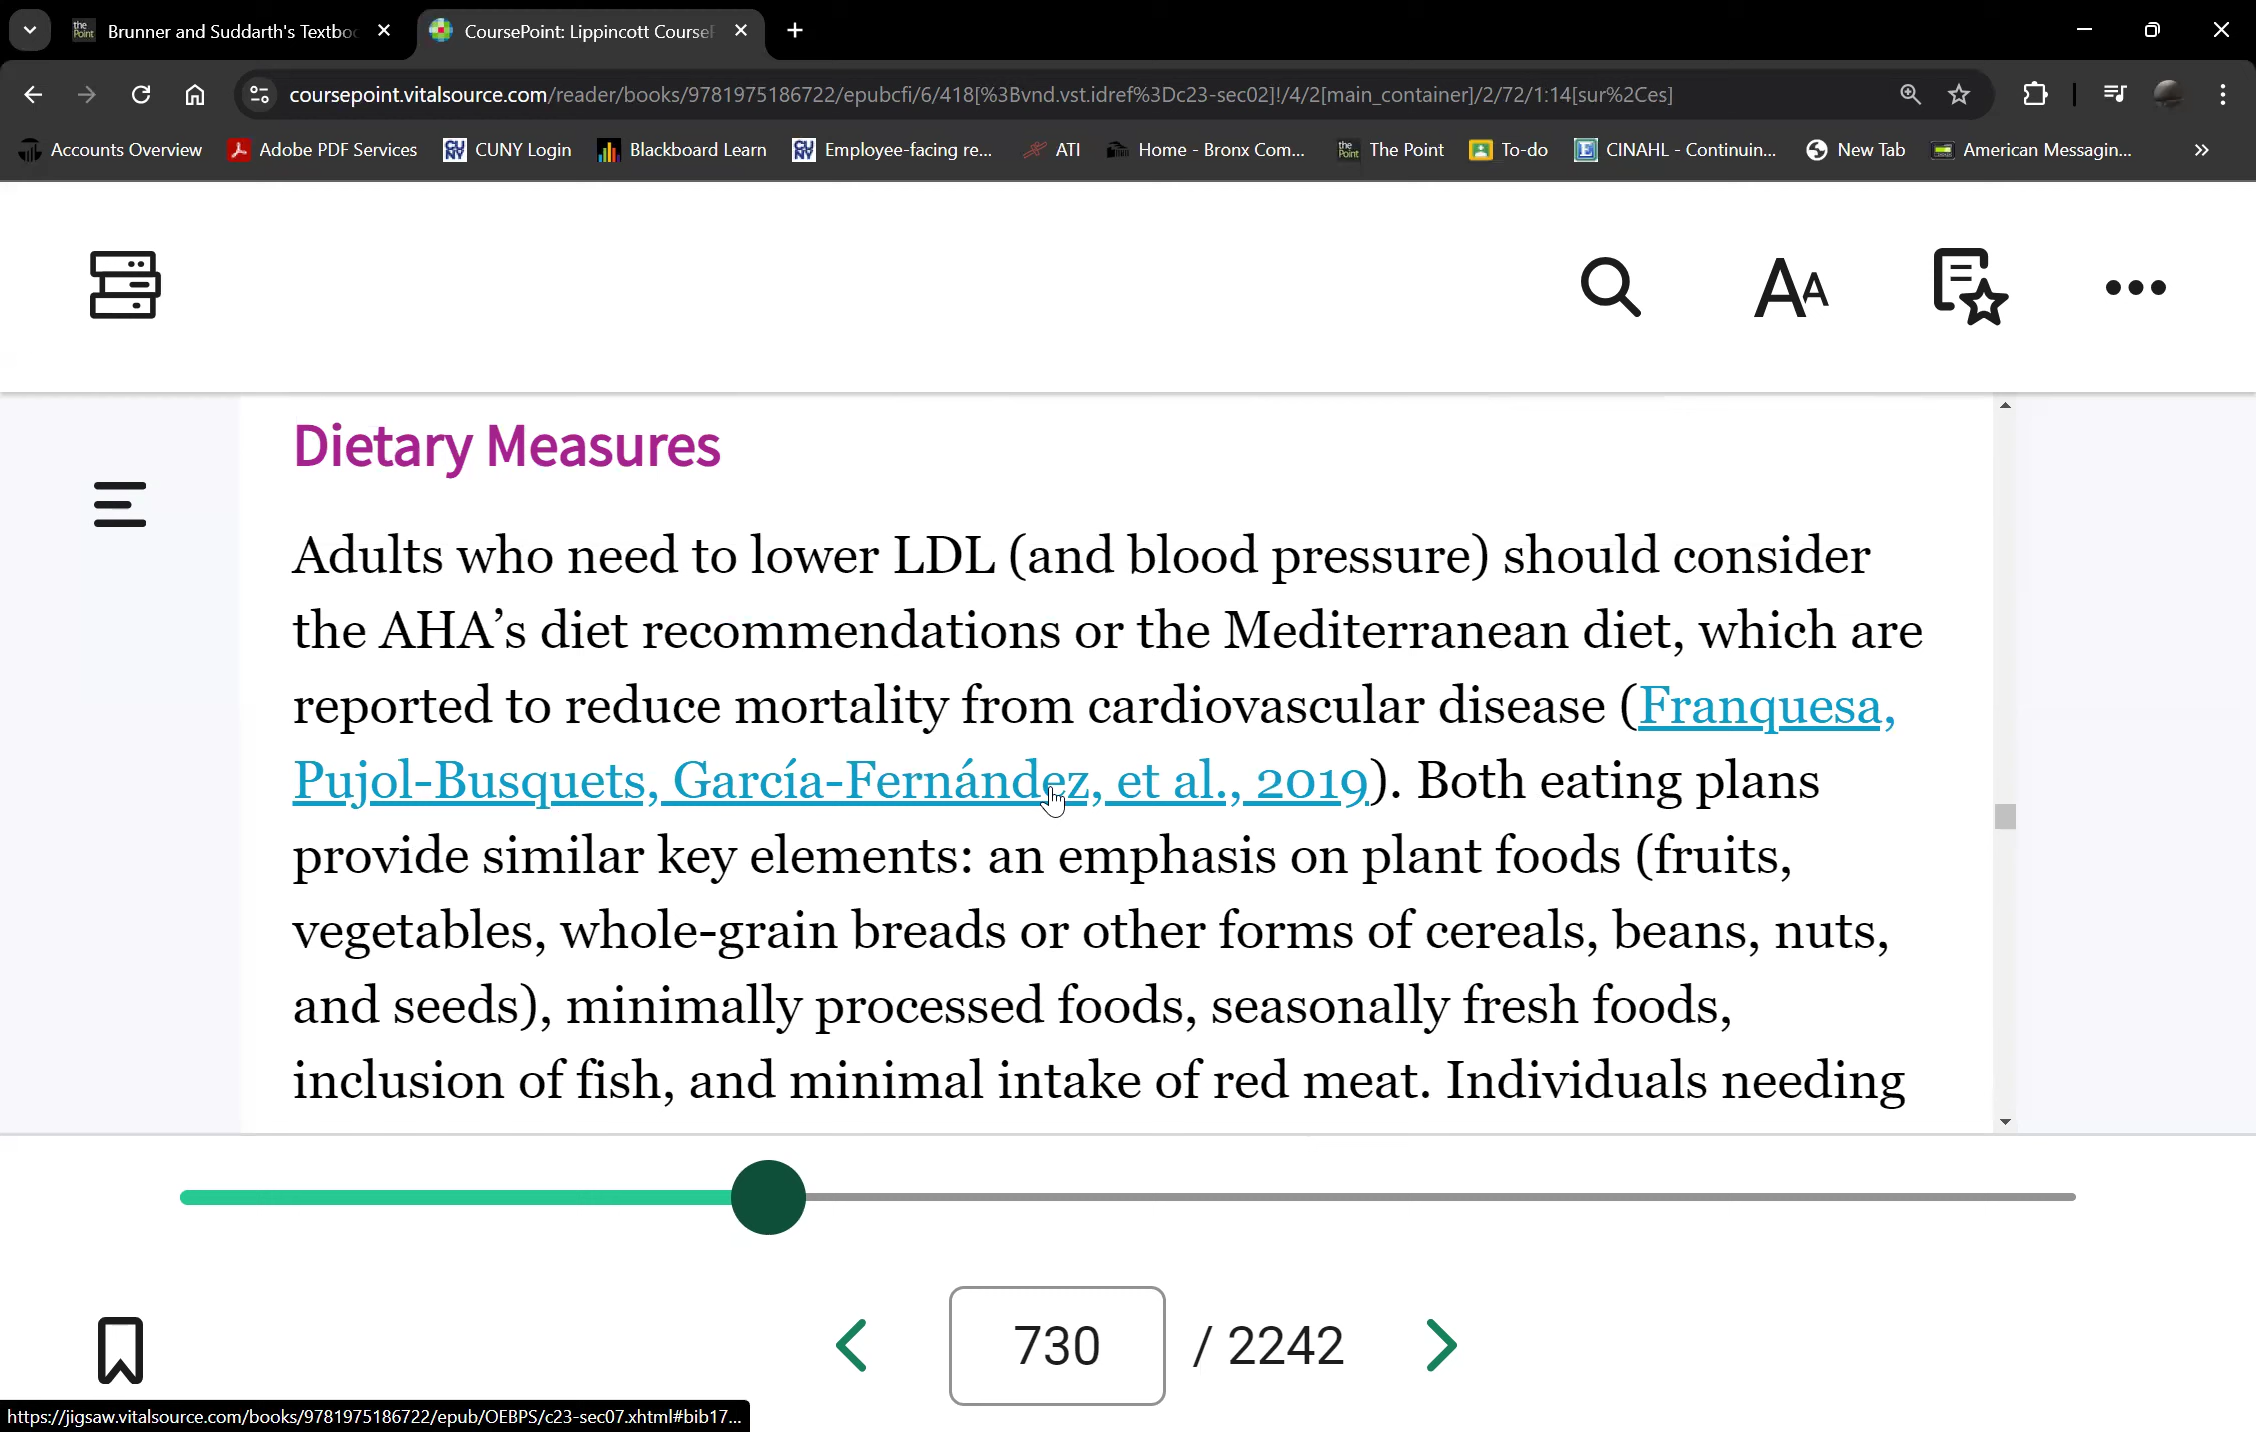 Brunner and Suddarth's Textbo
CoursePoint: Lippincott CourseP
coursepoint.vitalsource.com/reader/books/9781975186722/epubcfi/6/418[%3Bvnd.vst.idref%3Dc23-sec02]!/4/2[main_container]/2/72/1:14[sur%2Ces]
Accounts Overview Adobe PDF Services CUNY Login Blackboard Learn Employee-facing re... ATI Home - Bronx Com... the Point The Point To-do CINAHL - Continuin... New Tab American Messagin...
Dietary Measures
Adults who need to lower LDL (and blood pressure) should consider
the AHA’s diet recommendations or the Mediterranean diet, which are
reported to reduce mortality from cardiovascular disease (Franquesa,
Pujol-Busquets, García-Fernández, et al., 2019). Both eating plans
provide similar key elements: an emphasis on plant foods (fruits,
vegetables, whole-grain breads or other forms of cereals, beans, nuts,
and seeds), minimally processed foods, seasonally fresh foods,
inclusion of fish, and minimal intake of red meat. Individuals needing
730 / 2242
https://jigsaw.vitalsource.com/books/9781975186722/epub/OEBPS/c23-sec07.xhtml#bib17...